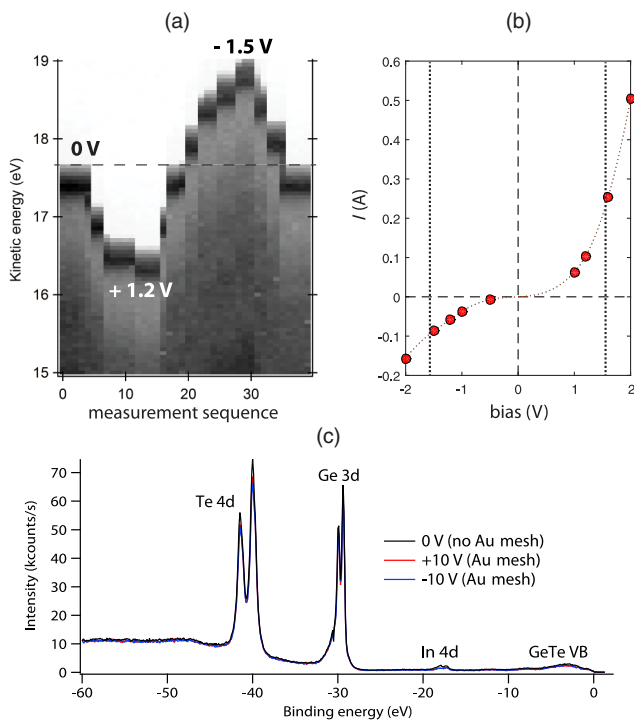 (a)
- 1.5 V
0 V
+ 1.2 V
Kinetic energy (eV)
19
18
17
16
15
0
10
20
30
measurement sequence
(b)
I (A)
0.6
0.5
0.4
0.3
0.2
0.1
0
-0.1
-0.2
-2
-1
0
1
2
bias (V)
(c)
Intensity (kcounts/s)
70
60
50
40
30
20
10
0
Te 4d
Ge 3d
0 V (no Au mesh)
+10 V (Au mesh)
-10 V (Au mesh)
In 4d
GeTe VB
-60
-50
-40
-30
-20
-10
0
Binding energy (eV)